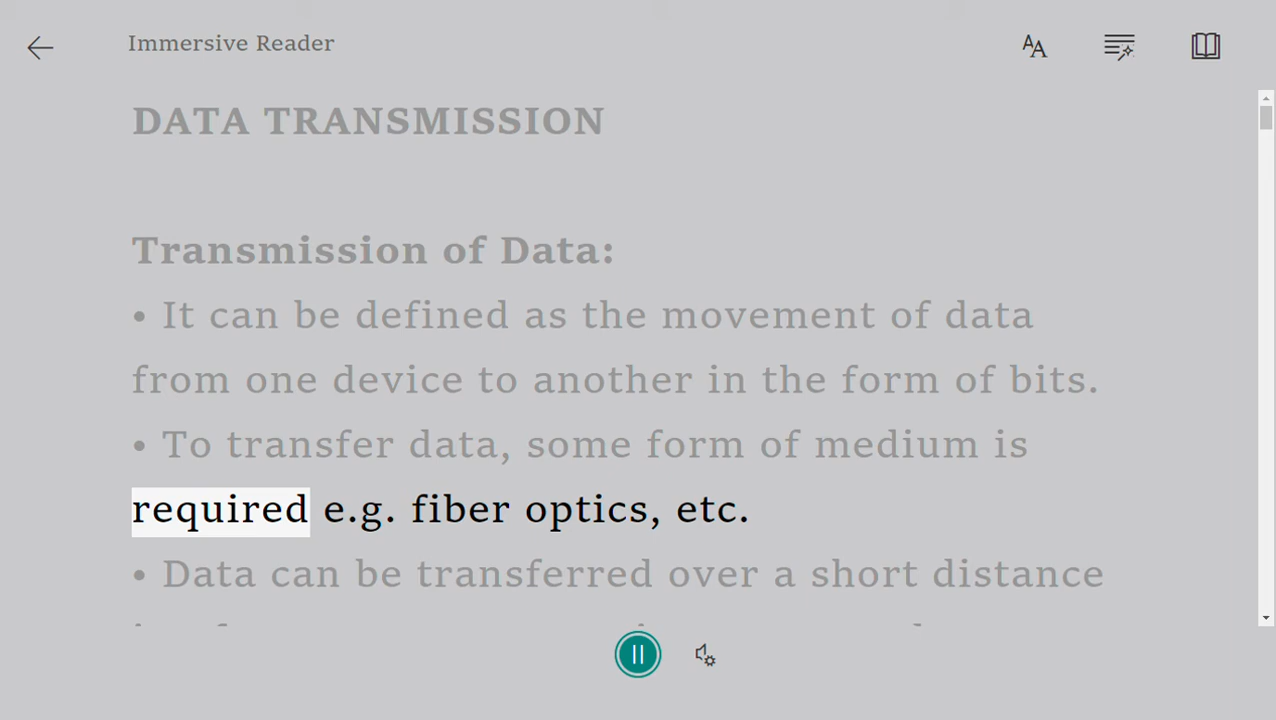 Immersive Reader
DATA TRANSMISSION
Transmission of Data:
• It can be defined as the movement of data
from one device to another in the form of bits.
• To transfer data, some form of medium is
required e.g. fiber optics, etc.
• Data can be transferred over a short distance